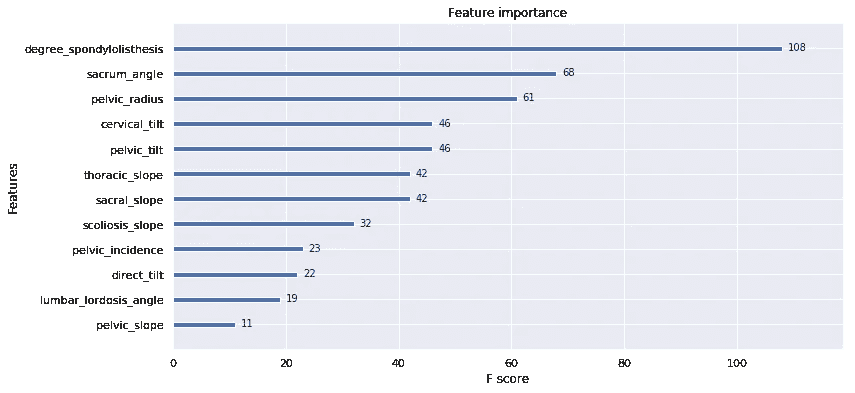 Feature importance
degree_spondylolisthesis 108
sacrum_angle 68
pelvic_radius 61
cervical_tilt 46
pelvic_tilt 46
thoracic_slope 42
sacral_slope 42
scoliosis_slope 32
pelvic_incidence 23
direct_tilt 22
lumbar_lordosis_angle 19
pelvic_slope 11
Features
0 20 40 60 80 100
F score